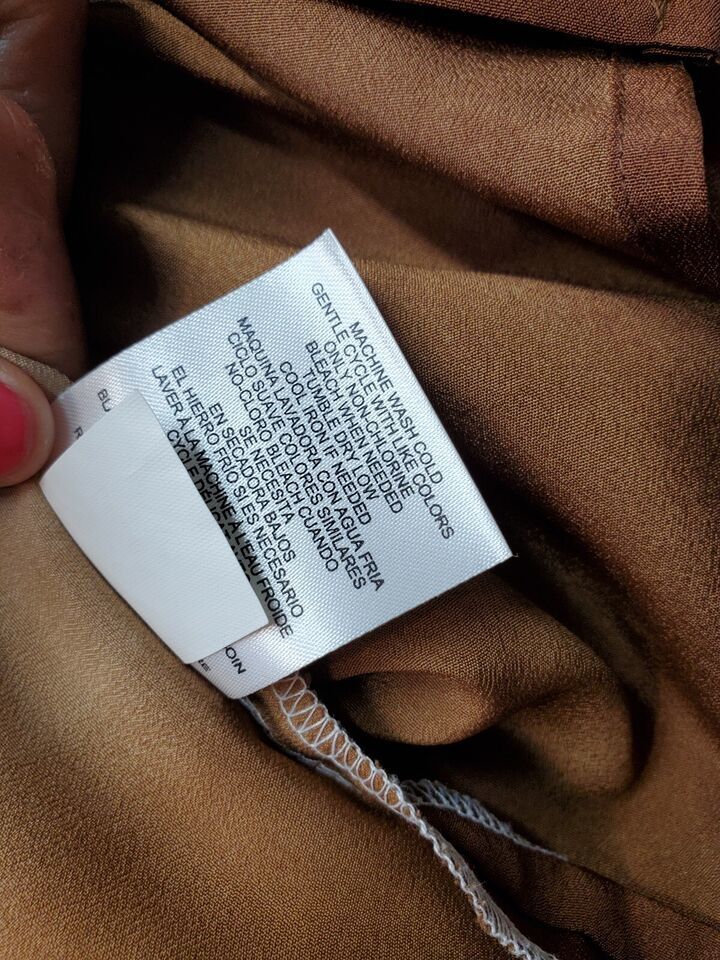 MACHINE WASH COLD
GENTLE CYCLE WITH LIKE COLORS
ONLY NON-CHLORINE
BLEACH WHEN NEEDED
TUMBLE DRY LOW
COOL IRON IF NEEDED
MAQUINA LAVADORA CON AGUA FRIA
CICLO SUAVE COLORES SIMILARES
NO-CLORO BLEACH CUANDO
SE NECESITA
EN SECADORA BAJOS
EL HIERRO FRIO SI ES NECESARIO
LAVER A LA MACHINE A L'EAU FROIDE
CYCLE